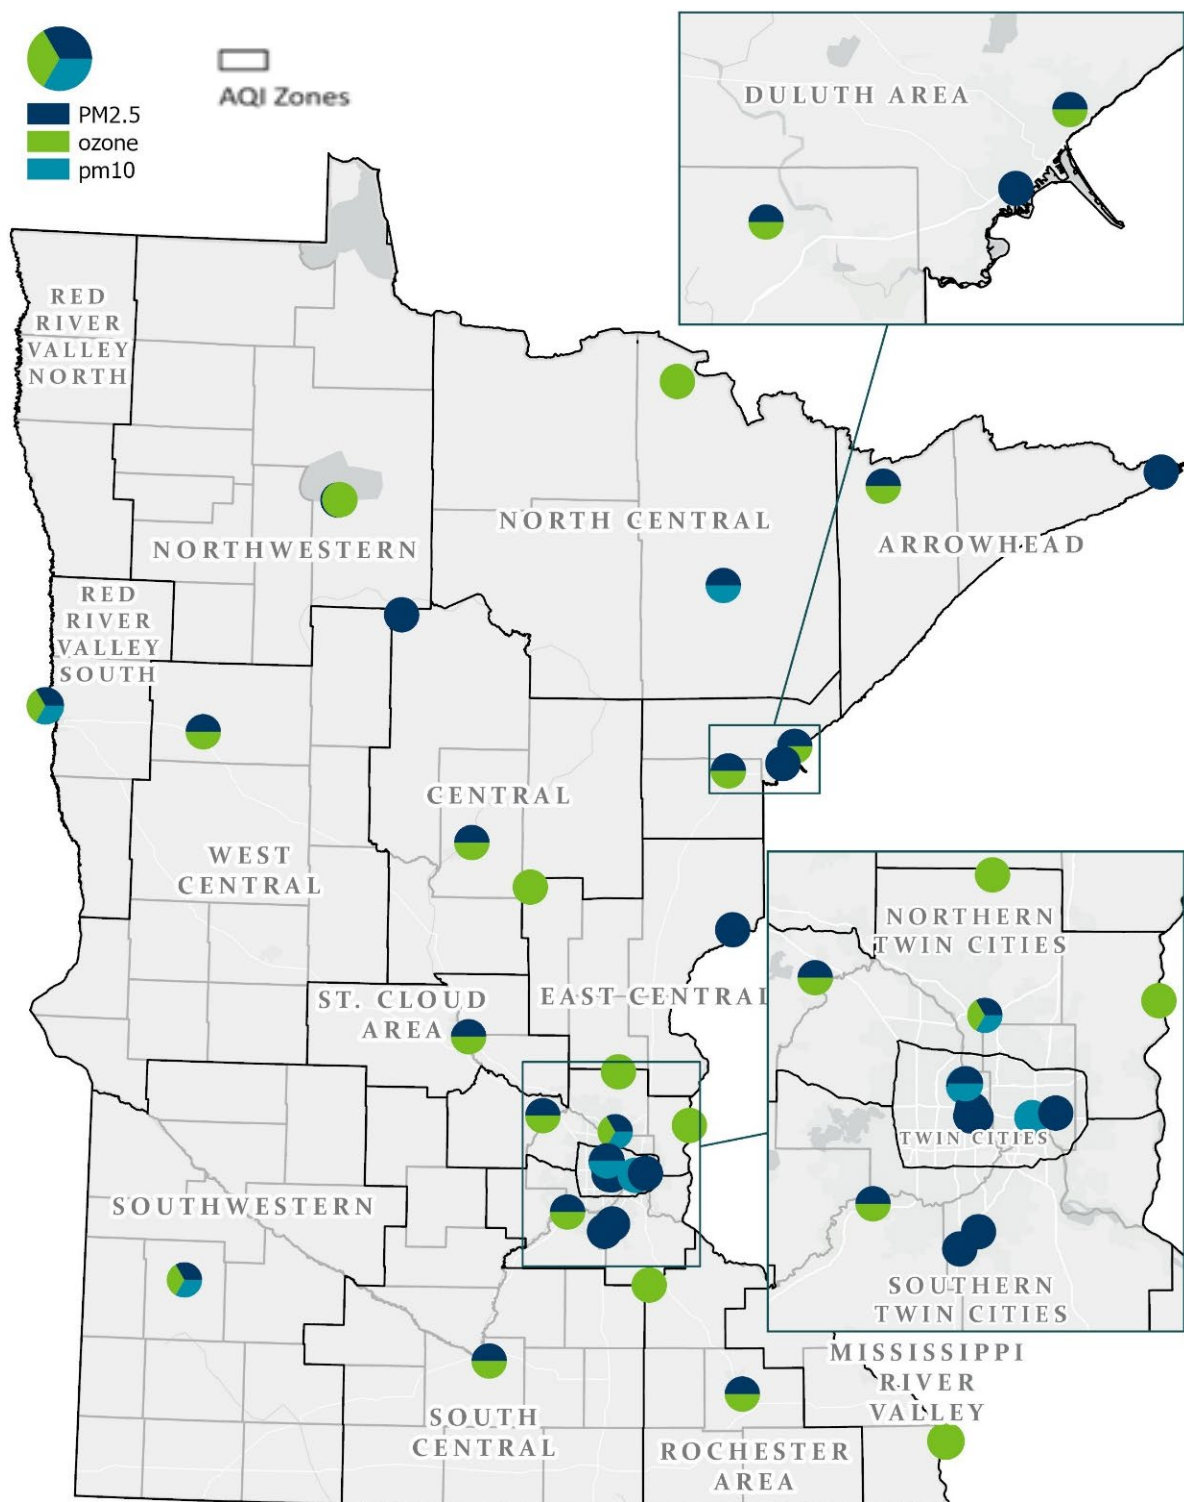 AQI Zones
PM2.5
ozone
pm10
DULUTH AREA
RED
RIVER
VALLEY
NORTH
NORTH CENTRAL
NORTHWESTERN
ARROWHEAD
RED
RIVER
VALLEY
SOUTH
CENTRAL
WEST
CENTRAL
NORTHERN
TWIN CITIES
ST. CLOUD
AREA
EAST CENTRAL
TWIN CITIES
SOUTHWESTERN
SOUTHERN
TWIN CITIES
MISSISSIPPI
RIVER
VALLEY
SOUTH
CENTRAL
ROCHESTER
AREA